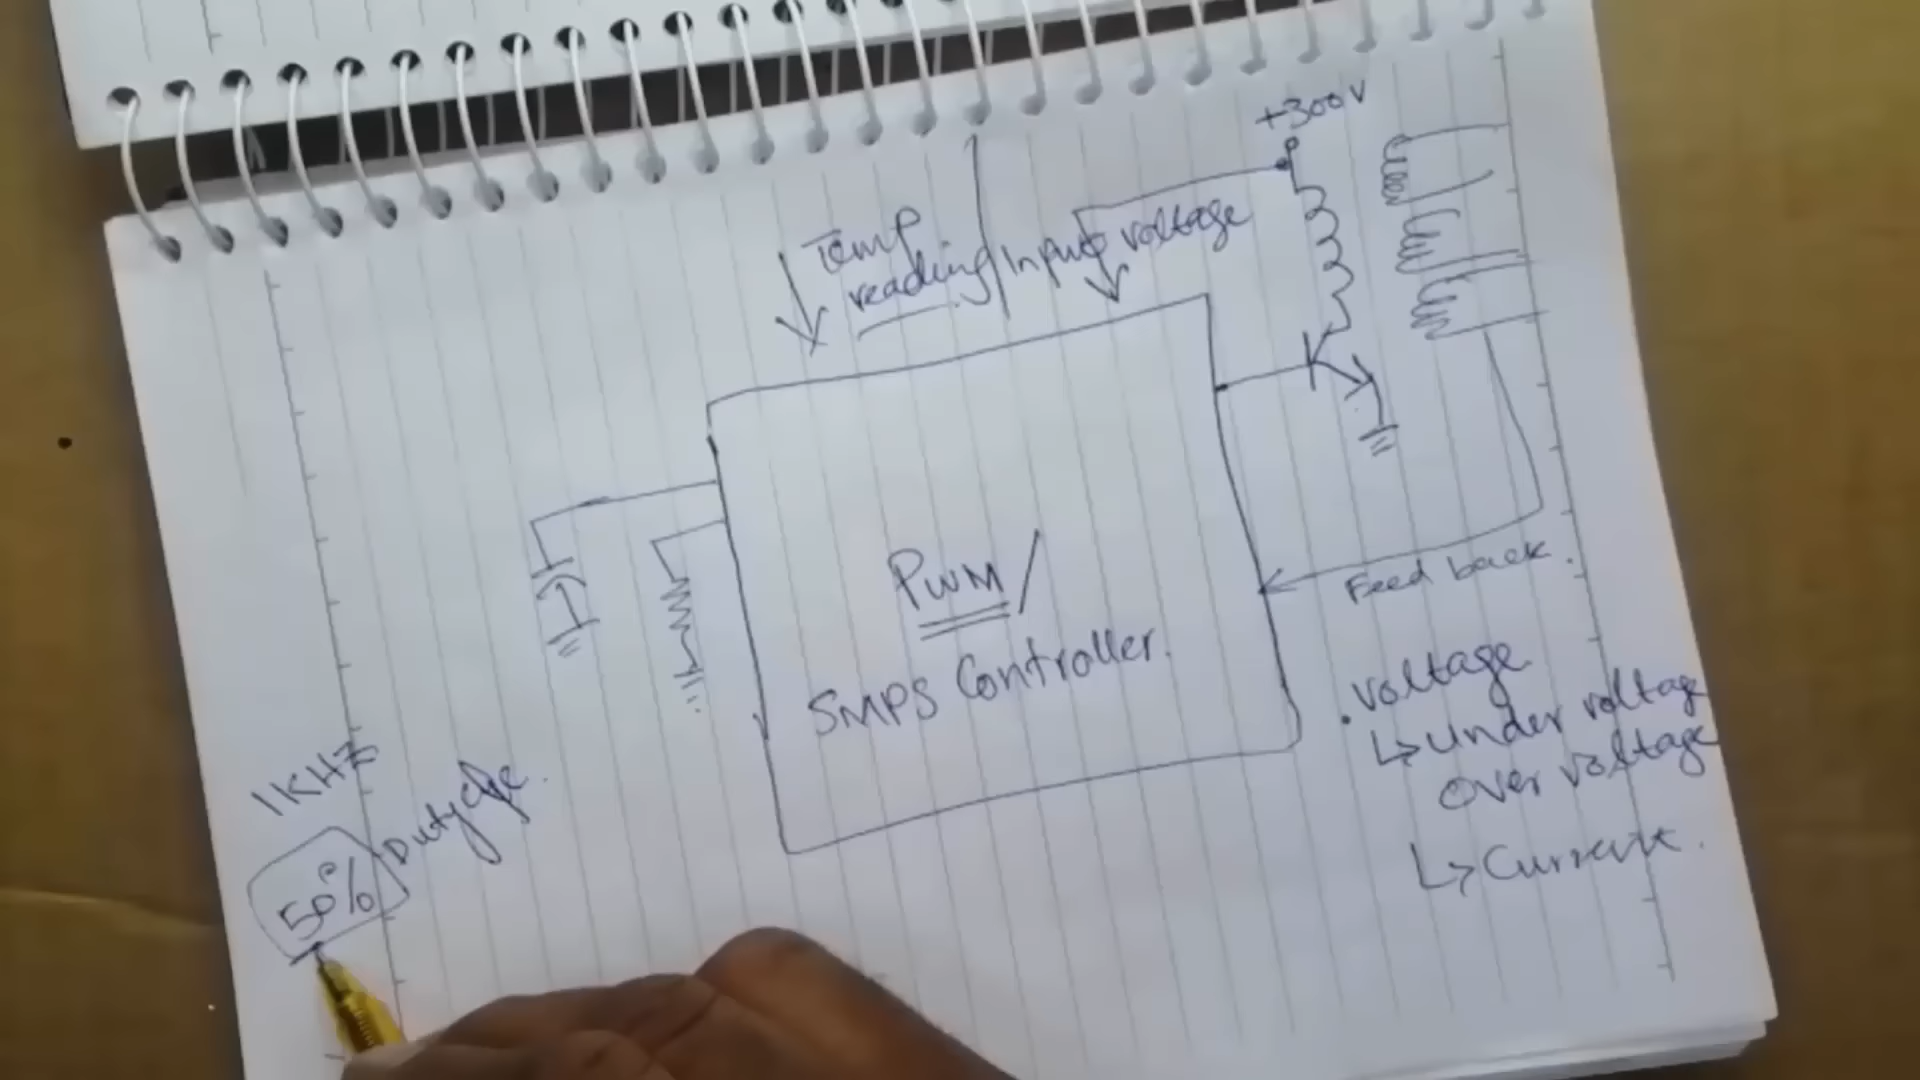 +300V
Temp
reading
Input voltage
PWM/
SMPS Controller.
Feed back.
. voltage
↳ under voltage
over voltage
↳ Current.
1KHZ
50% Dutycycle.